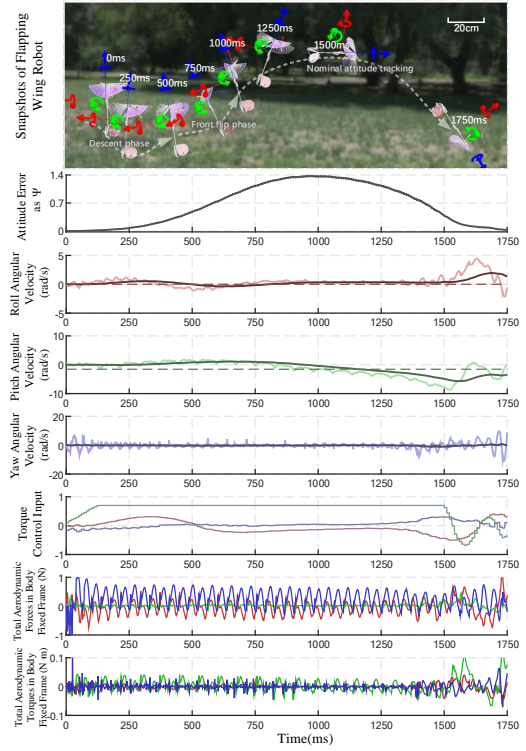 Snapshots of Flapping
Wing Robot
0ms
250ms
500ms
750ms
1000ms
1250ms
1500ms
1750ms
20cm
Descent phase
Front flip phase
Nominal attitude tracking
Attitude Error
as Ψ
1.4
0.7
0
0 250 500 750 1000 1250 1500 1750
Roll Angular
Velocity
(rad/s)
5
0
-5
0 250 500 750 1000 1250 1500 1750
Pitch Angular
Velocity
(rad/s)
10
0
-10
0 250 500 750 1000 1250 1500 1750
Yaw Angular
Velocity
(rad/s)
20
0
-20
0 250 500 750 1000 1250 1500 1750
Torque
Control Input
1
0
-1
0 250 500 750 1000 1250 1500 1750
Total Aerodynamic
Forces in Body
Fixed Frame (N)
1
0
-1
0 250 500 750 1000 1250 1500 1750
Total Aerodynamic
Torques in Body
Fixed Frame (N m)
0.1
0
-0.1
0 250 500 750 1000 1250 1500 1750
Time(ms)